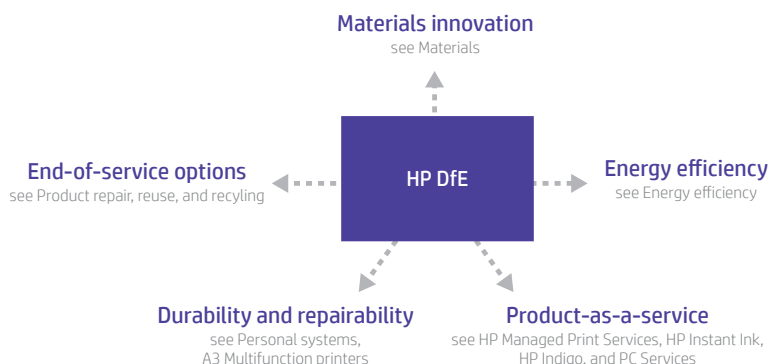 Materials innovation
see Materials
End-of-service options
see Product repair, reuse, and recyling
HP DfE
Energy efficiency
see Energy efficiency
Durability and repairability
see Personal systems,
A3 Multifunction printers
Product-as-a-service
see HP Managed Print Services, HP Instant Ink,
HP Indigo, and PC Services